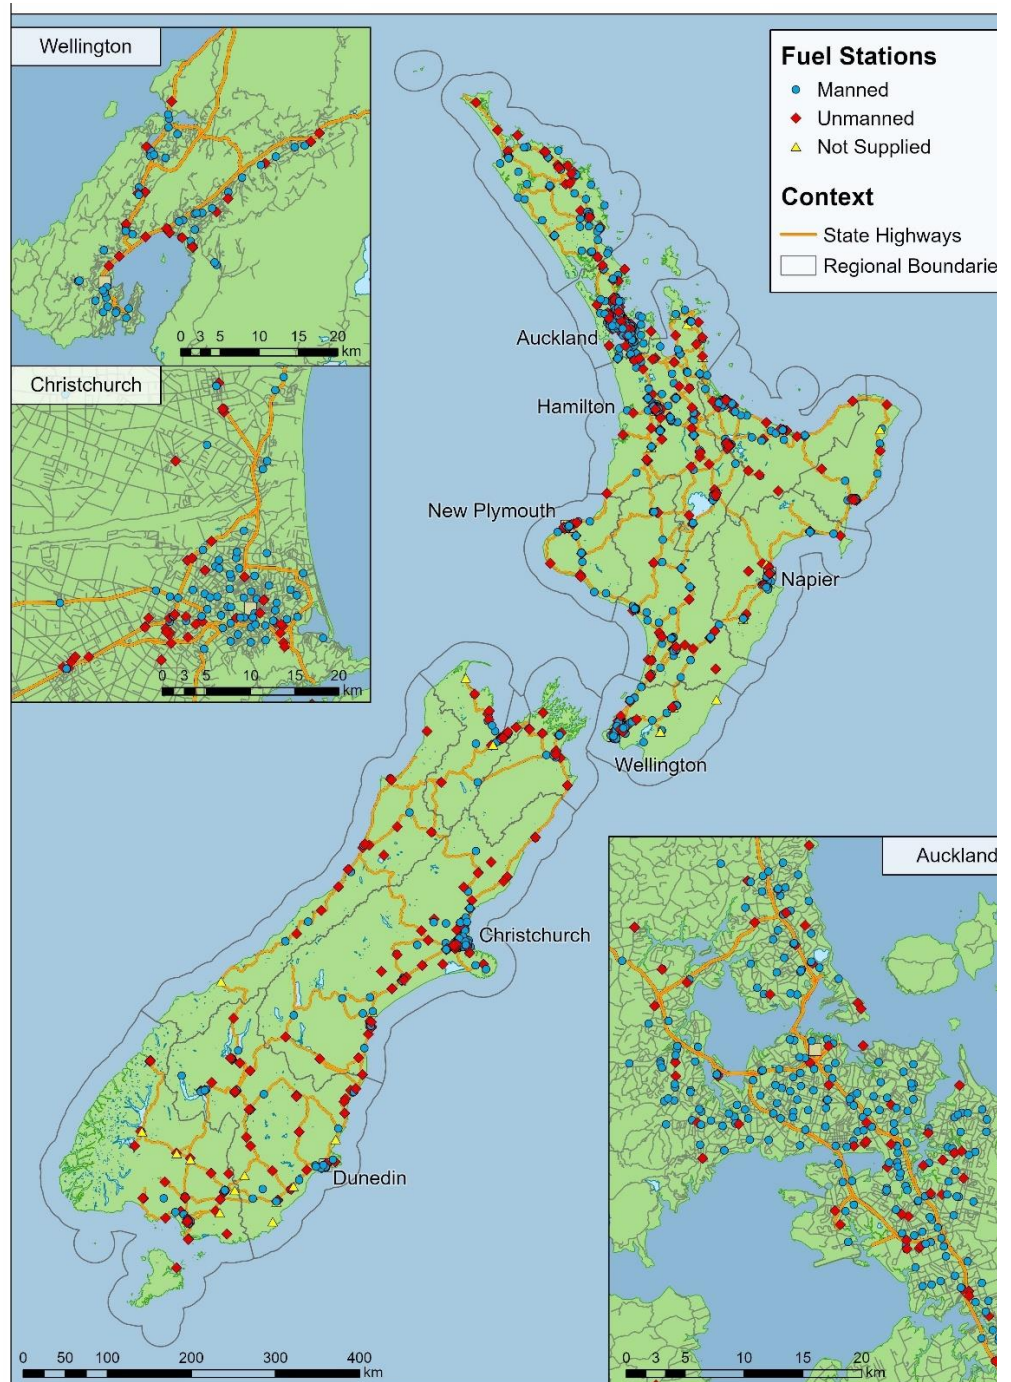 Wellington
0 3 5 10 15 20
km
Christchurch
0 3 5 10 15 20
km
Fuel Stations
Manned
Unmanned
Not Supplied
Context
State Highways
Regional Boundarie
Auckland
Hamilton
New Plymouth
Napier
Wellington
Christchurch
Dunedin
Auckland
0 3 5 10 15 20
km
0 50 100 200 300 400
km